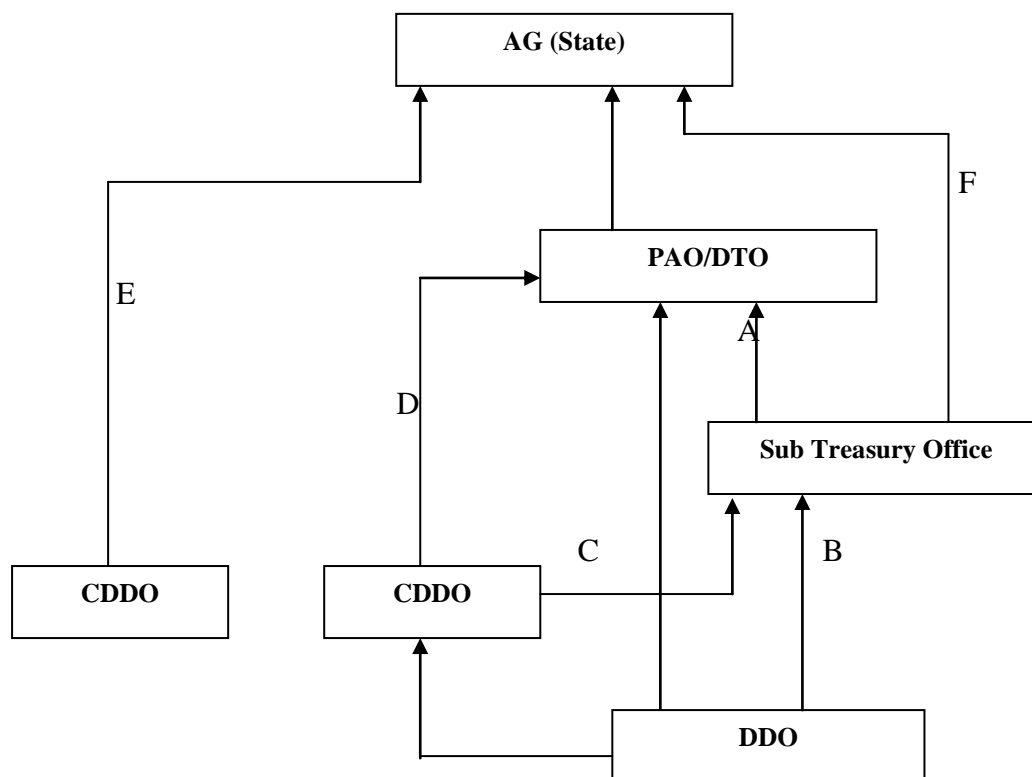 AG (State)
F
PAO/DTO
E
A
D
Sub Treasury Office
C
B
CDDO
CDDO
DDO